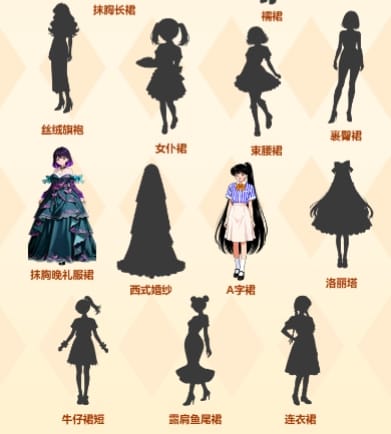 抹胸长裙
襦裙
丝绒旗袍
女仆裙
束腰裙
裹臀裙
抹胸晚礼服裙
西式婚纱
A字裙
洛丽塔
牛仔裙短
露肩鱼尾裙
连衣裙